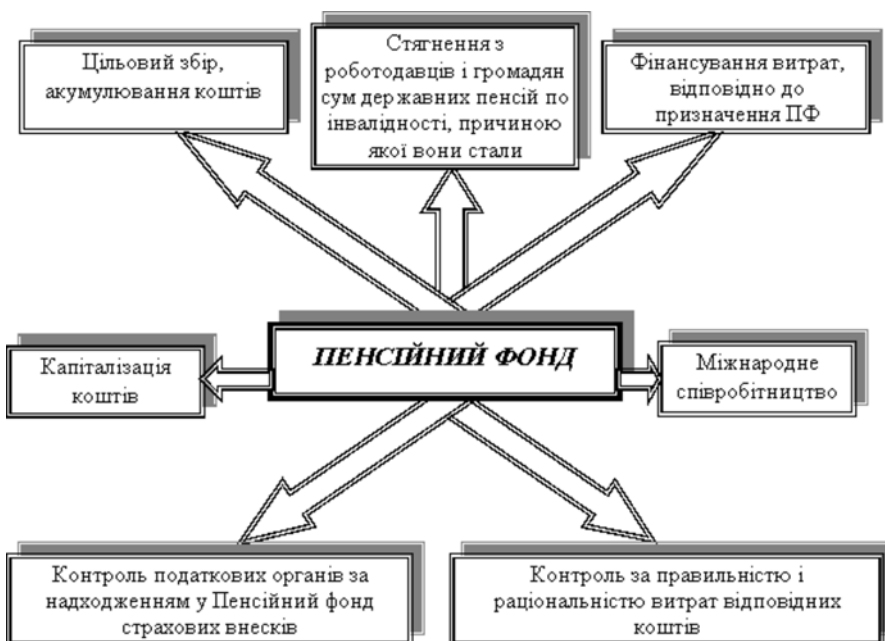 Цільовий збір,
акумулювання коштів
Стягнення з
роботодавців і громадян
сум державних пенсій по
інвалідності, причиною
якої вони стали
Фінансування витрат,
відповідно до
призначення ПФ
Капіталізація
коштів
ПЕНСІЙНИЙ ФОНД
Міжнародне
співробітництво
Контроль податкових органів за
надходженням у Пенсійний фонд
страхових внесків
Контроль за правильністю і
раціональністю витрат відповідних
коштів